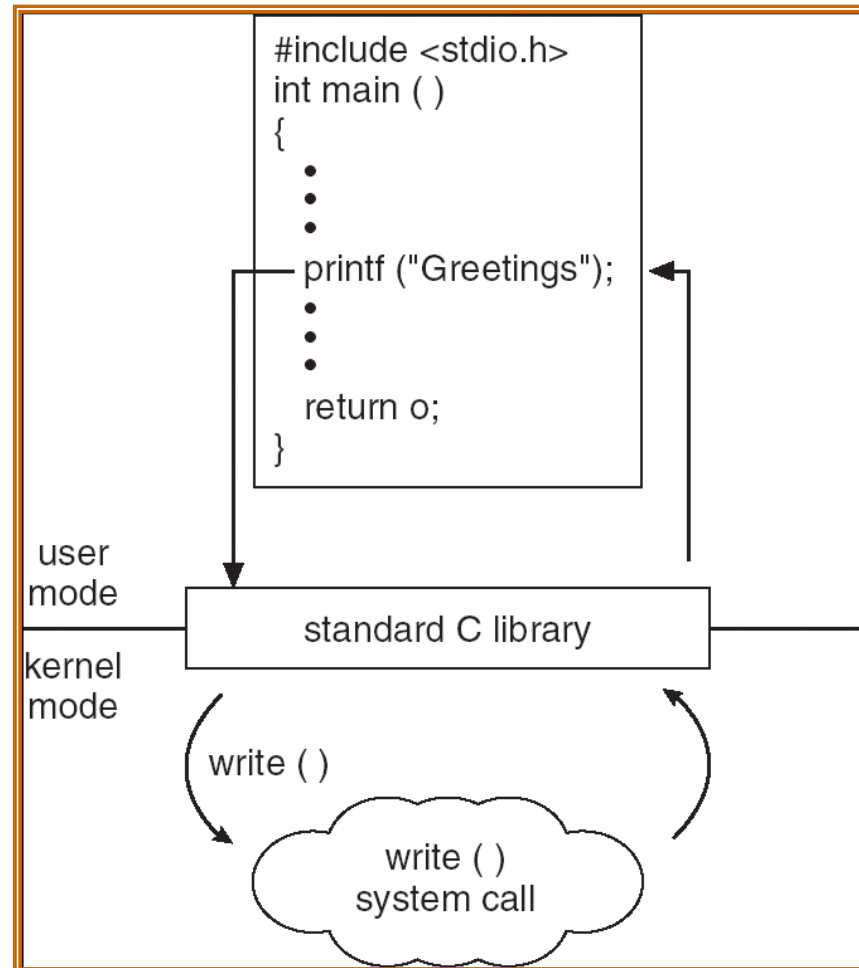 #include <stdio.h>
int main ( )
{
•
•
•
printf ("Greetings");
•
•
•
return o;
}
user
mode
standard C library
kernel
mode
write ( )
write ( )
system call